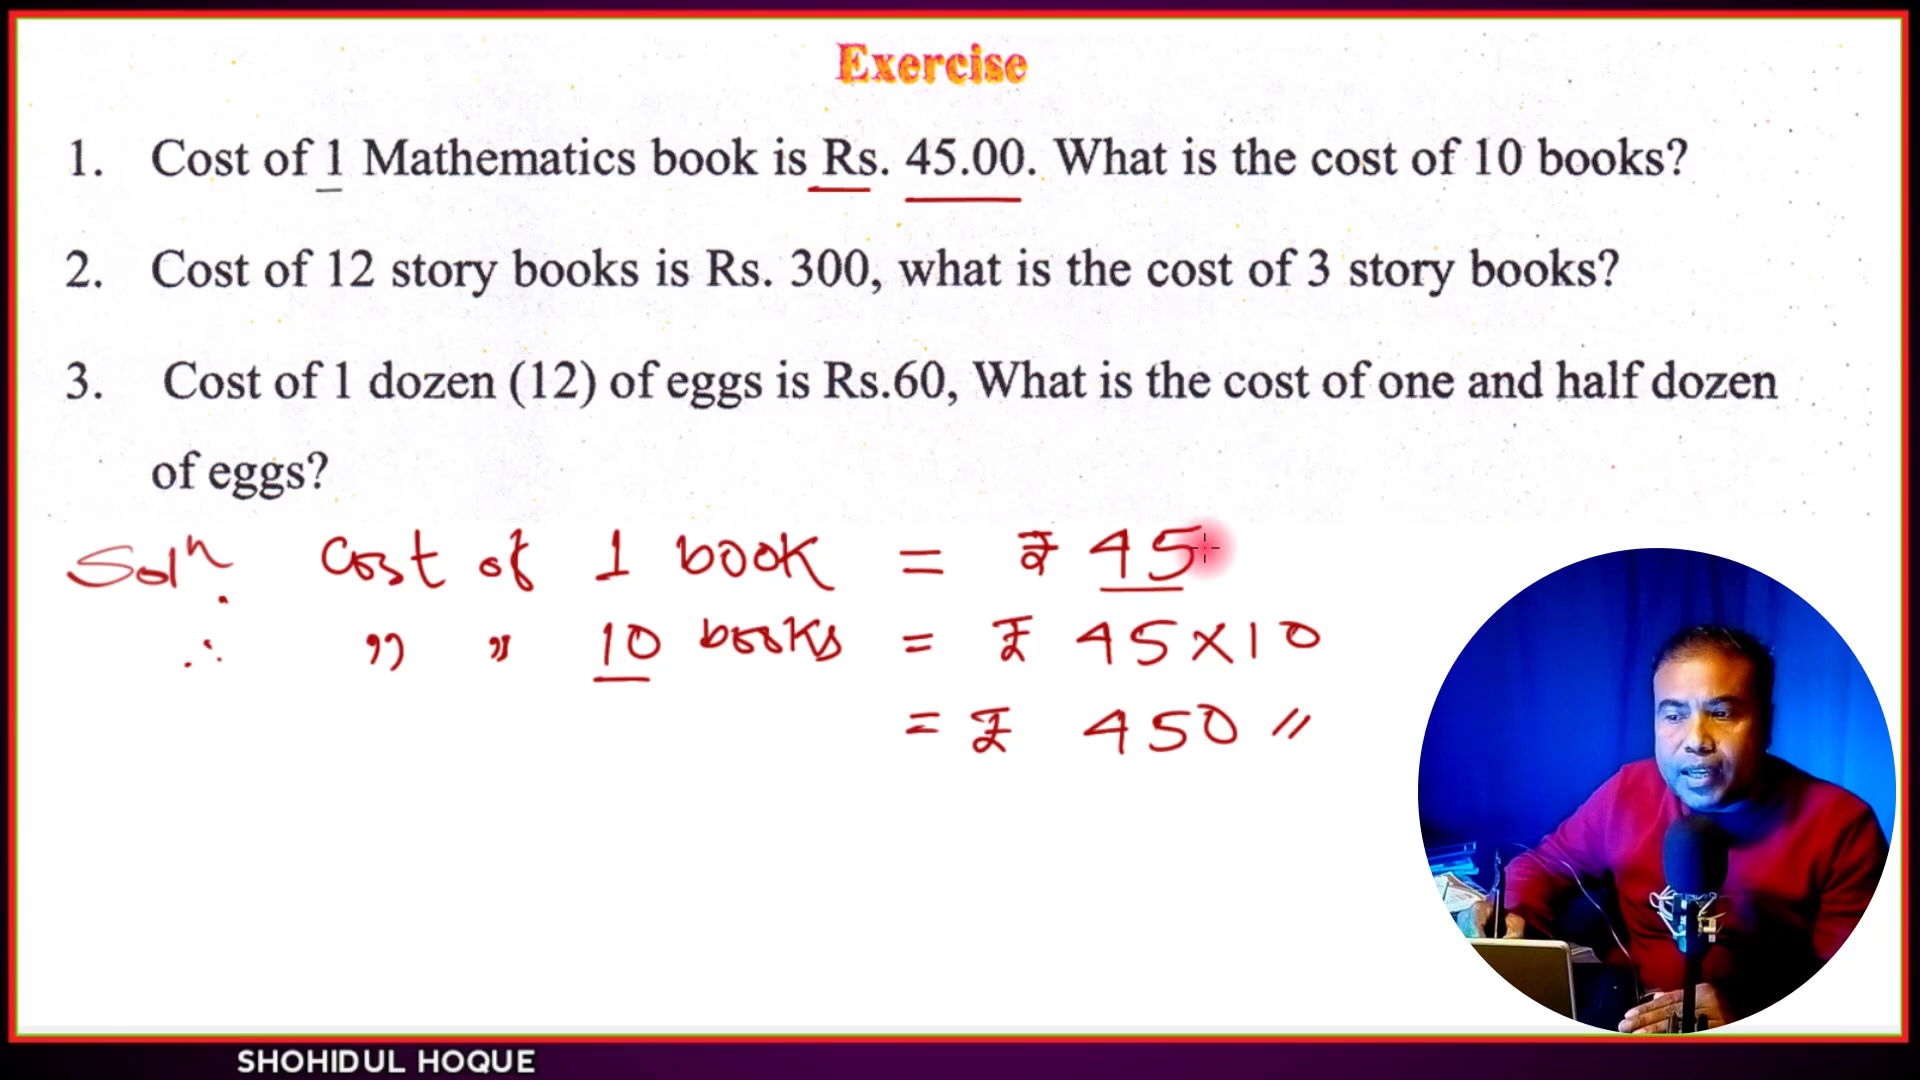 Exercise
1. Cost of 1 Mathematics book is Rs. 45.00. What is the cost of 10 books?
2. Cost of 12 story books is Rs. 300, what is the cost of 3 story books?
3. Cost of 1 dozen (12) of eggs is Rs.60, What is the cost of one and half dozen
of eggs?
Solⁿ. Cost of 1 book = ₹ 45
∴ ,, ,, 10 books = ₹ 45×10
= ₹ 450 //
SHOHIDUL HOQUE